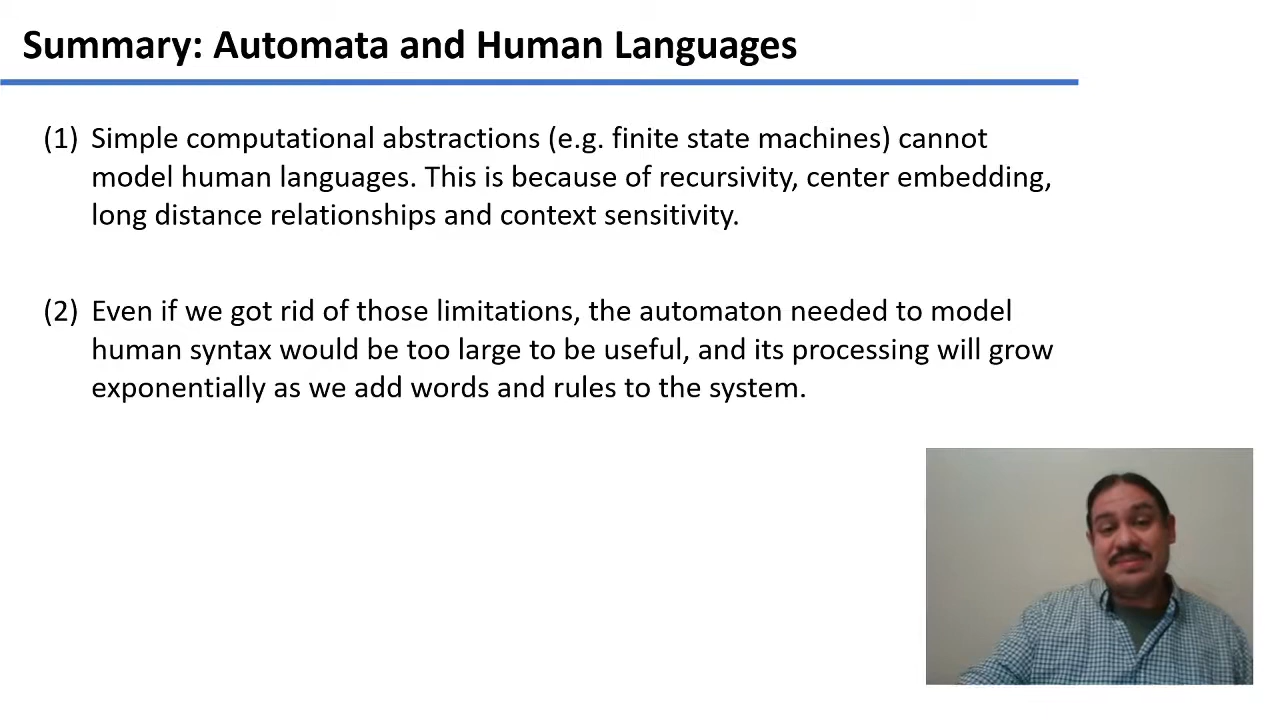 Summary: Automata and Human Languages
(1) Simple computational abstractions (e.g. finite state machines) cannot
model human languages. This is because of recursivity, center embedding,
long distance relationships and context sensitivity.
(2) Even if we got rid of those limitations, the automaton needed to model
human syntax would be too large to be useful, and its processing will grow
exponentially as we add words and rules to the system.